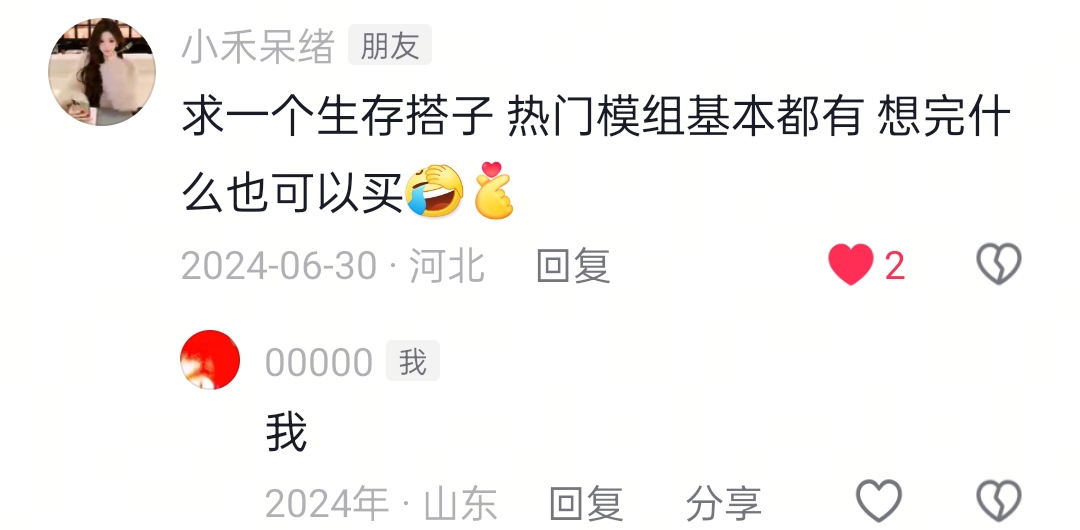 小禾呆绪 朋友
求一个生存搭子 热门模组基本都有 想完什
么也可以买🤣🫰
2024-06-30 · 河北 回复 2
00000 我
我
2024年 · 山东 回复 分享